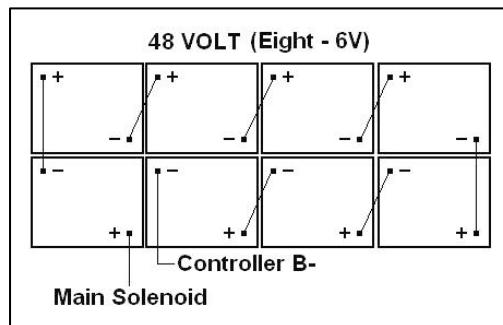 48 VOLT (Eight - 6V)
+ + + +
− − − −
− − − −
+ + + +
Controller B-
Main Solenoid